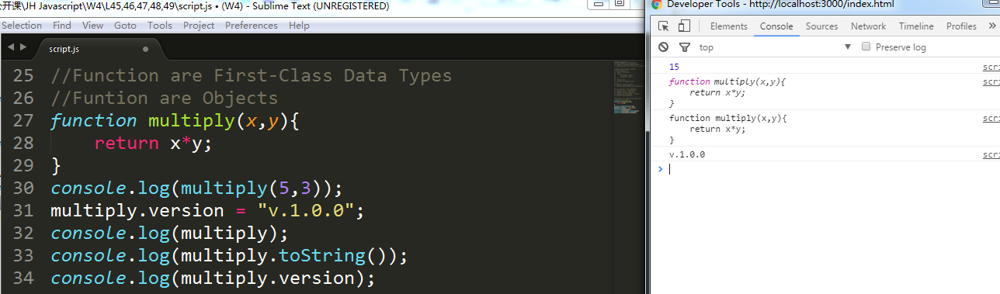 公开课\JH Javascript\W4\L45,46,47,48,49\script.js • (W4) - Sublime Text (UNREGISTERED)
Selection Find View Goto Tools Project Preferences Help
script.js
25 //Function are First-Class Data Types
26 //Funtion are Objects
27 function multiply(x,y){
28 return x*y;
29 }
30 console.log(multiply(5,3));
31 multiply.version = "v.1.0.0";
32 console.log(multiply);
33 console.log(multiply.toString());
34 console.log(multiply.version);
Developer Tools - http://localhost:3000/index.html
Elements Console Sources Network Timeline Profiles »
top ▼ Preserve log
15 scri
function multiply(x,y){ scri
return x*y;
}
function multiply(x,y){ scri
return x*y;
}
v.1.0.0 scri
>